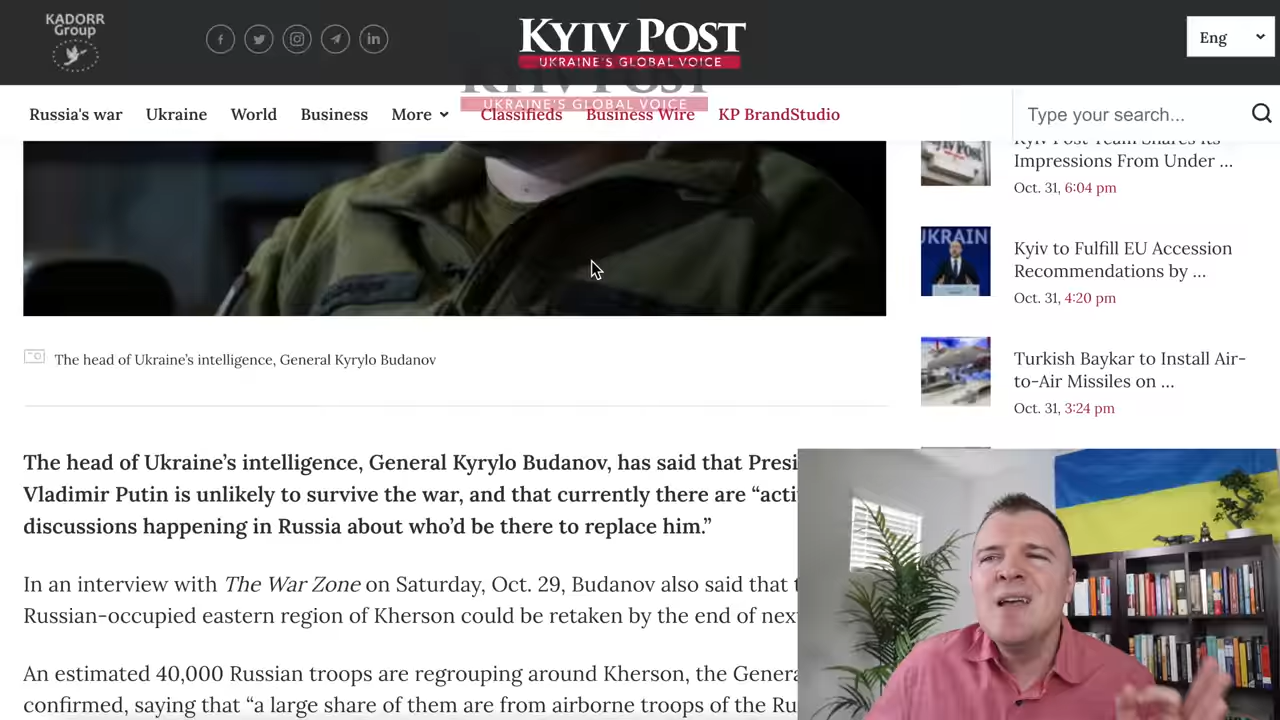 KADORR
Group
KYIV POST
UKRAINE'S GLOBAL VOICE
Eng
KYIV POST
UKRAINE'S GLOBAL VOICE
Russia's war Ukraine World Business More Classifieds Business Wire KP BrandStudio
Type your search...
Kyiv Post Team Shares Its
Impressions From Under ...
Oct. 31, 6:04 pm
UKRAIN
Kyiv to Fulfill EU Accession
Recommendations by ...
Oct. 31, 4:20 pm
Turkish Baykar to Install Air-
to-Air Missiles on ...
Oct. 31, 3:24 pm
The head of Ukraine’s intelligence, General Kyrylo Budanov
The head of Ukraine’s intelligence, General Kyrylo Budanov, has said that Presi
Vladimir Putin is unlikely to survive the war, and that currently there are “acti
discussions happening in Russia about who’d be there to replace him.”
In an interview with The War Zone on Saturday, Oct. 29, Budanov also said that t
Russian-occupied eastern region of Kherson could be retaken by the end of nex
An estimated 40,000 Russian troops are regrouping around Kherson, the Genera
confirmed, saying that “a large share of them are from airborne troops of the Ru